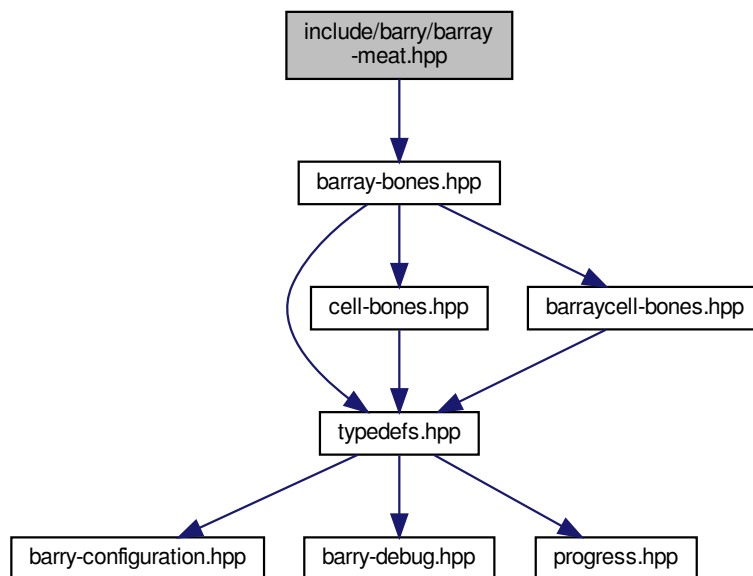 include/barry/barray
-meat.hpp
barray-bones.hpp
cell-bones.hpp
barraycell-bones.hpp
typedefs.hpp
barry-configuration.hpp
barry-debug.hpp
progress.hpp